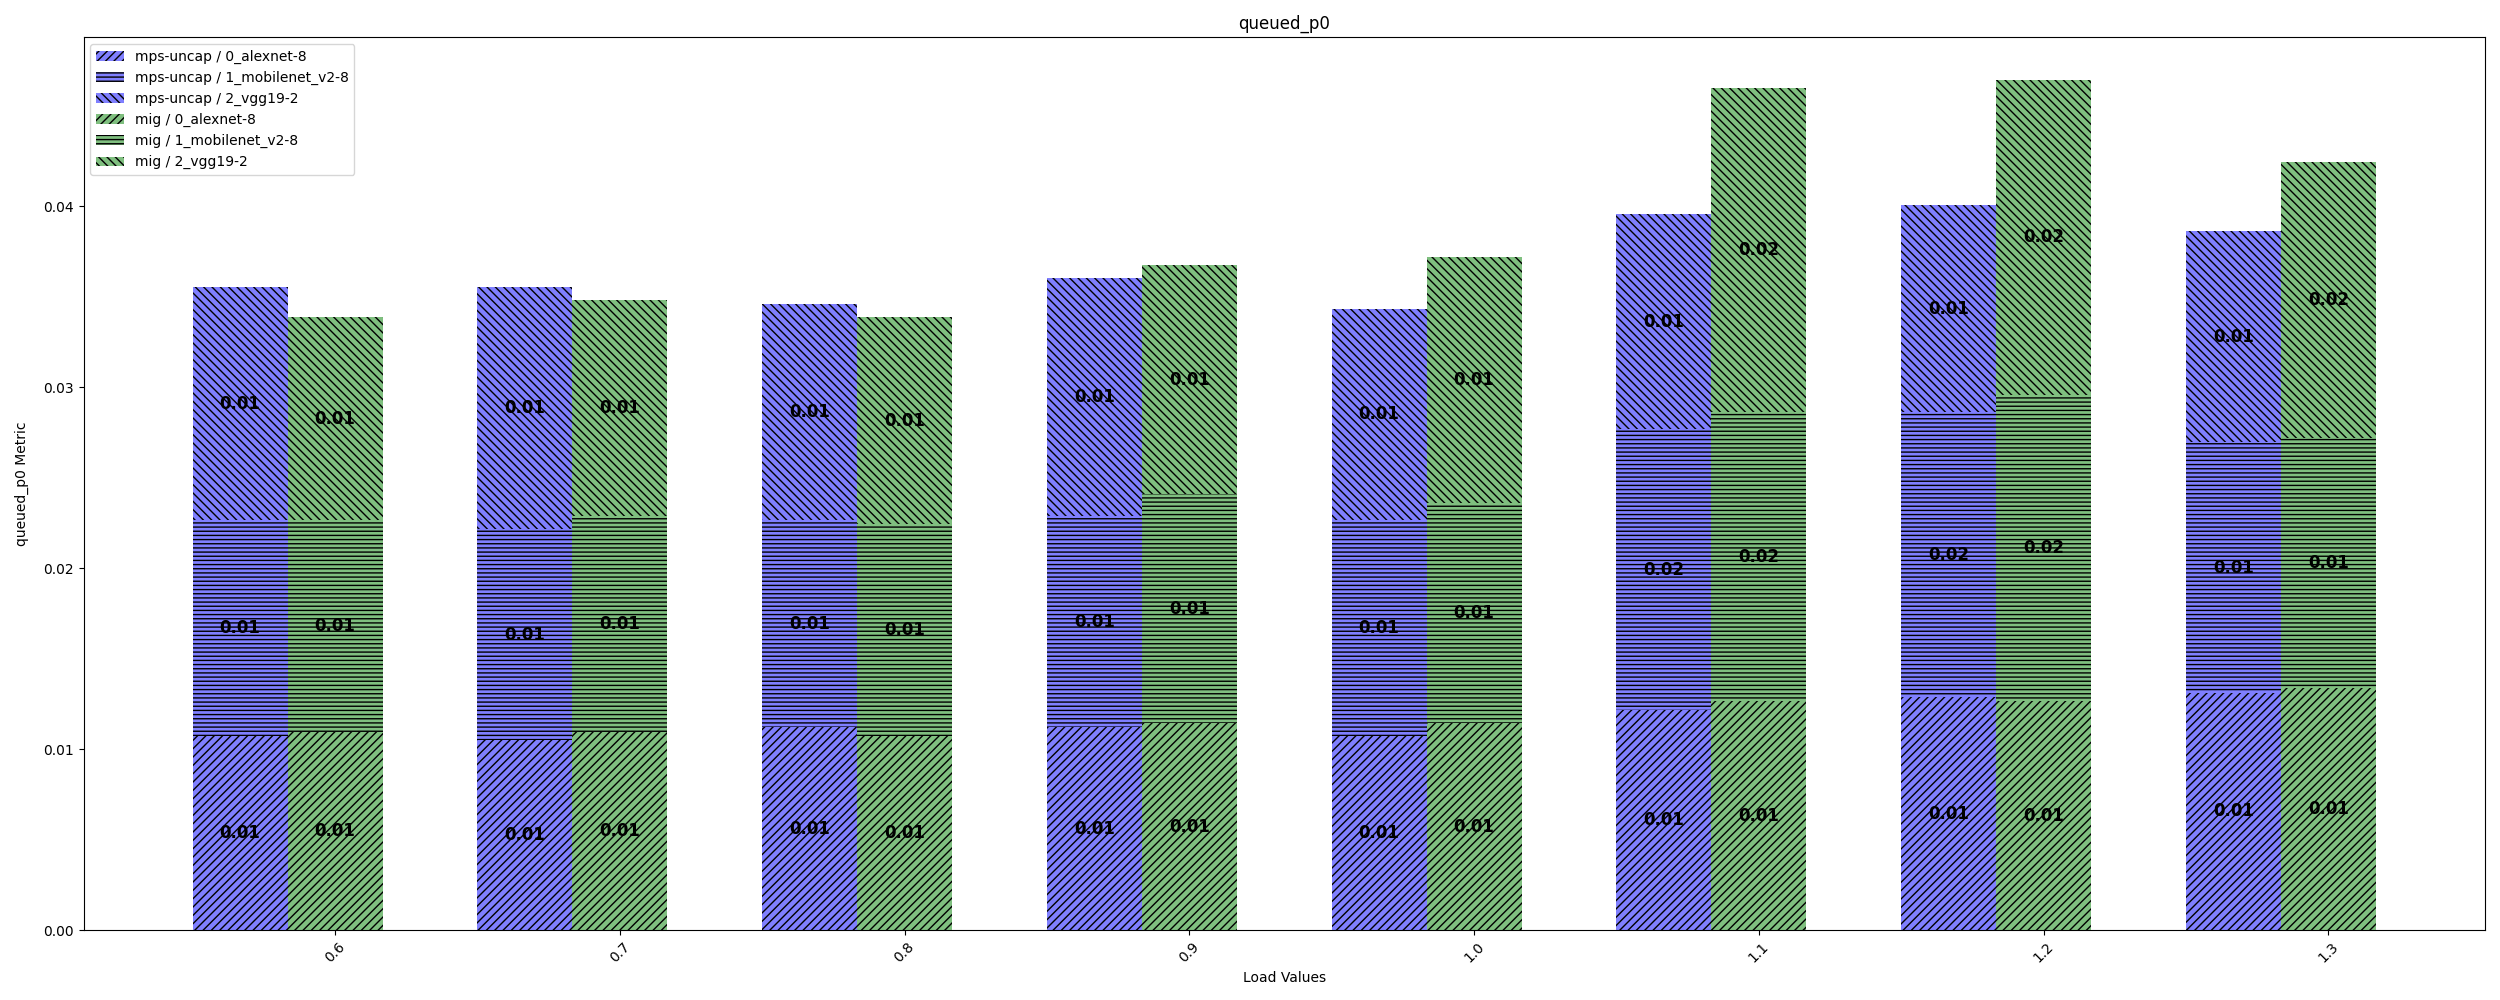 queued_p0
mps-uncap / 0_alexnet-8
mps-uncap / 1_mobilenet_v2-8
mps-uncap / 2_vgg19-2
mig / 0_alexnet-8
mig / 1_mobilenet_v2-8
mig / 2_vgg19-2
queued_p0 Metric
0.04
0.03
0.02
0.01
0.00
0.01 0.01 0.01 0.01 0.01 0.01 0.01 0.01 0.01 0.01 0.01 0.02 0.01 0.02 0.01 0.02
0.01 0.01 0.01 0.01 0.01 0.01 0.01 0.01 0.01 0.01 0.02 0.02 0.02 0.02 0.01 0.01
0.01 0.01 0.01 0.01 0.01 0.01 0.01 0.01 0.01 0.01 0.01 0.01 0.01 0.01 0.01 0.01
0.6 0.7 0.8 0.9 1.0 1.1 1.2 1.3
Load Values